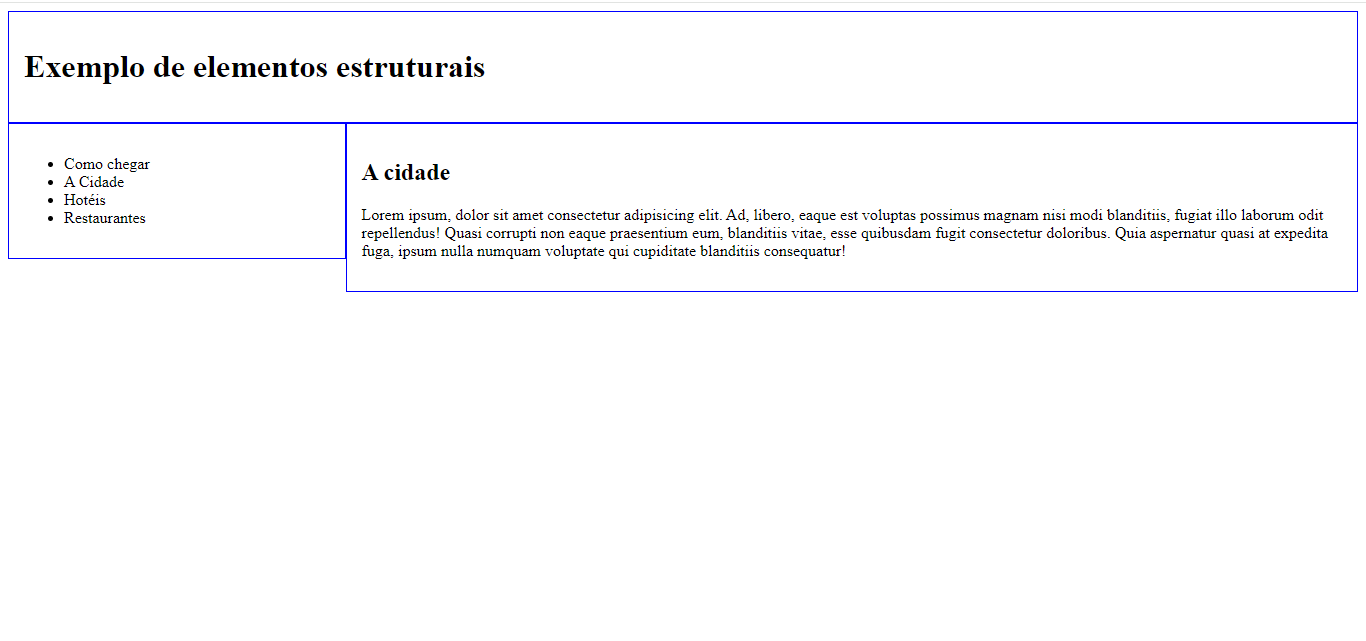 Exemplo de elementos estruturais
Como chegar
A Cidade
Hotéis
Restaurantes
A cidade
Lorem ipsum, dolor sit amet consectetur adipisicing elit. Ad, libero, eaque est voluptas possimus magnam nisi modi blanditiis, fugiat illo laborum odit
repellendus! Quasi corrupti non eaque praesentium eum, blanditiis vitae, esse quibusdam fugit consectetur doloribus. Quia aspernatur quasi at expedita
fuga, ipsum nulla numquam voluptate qui cupiditate blanditiis consequatur!